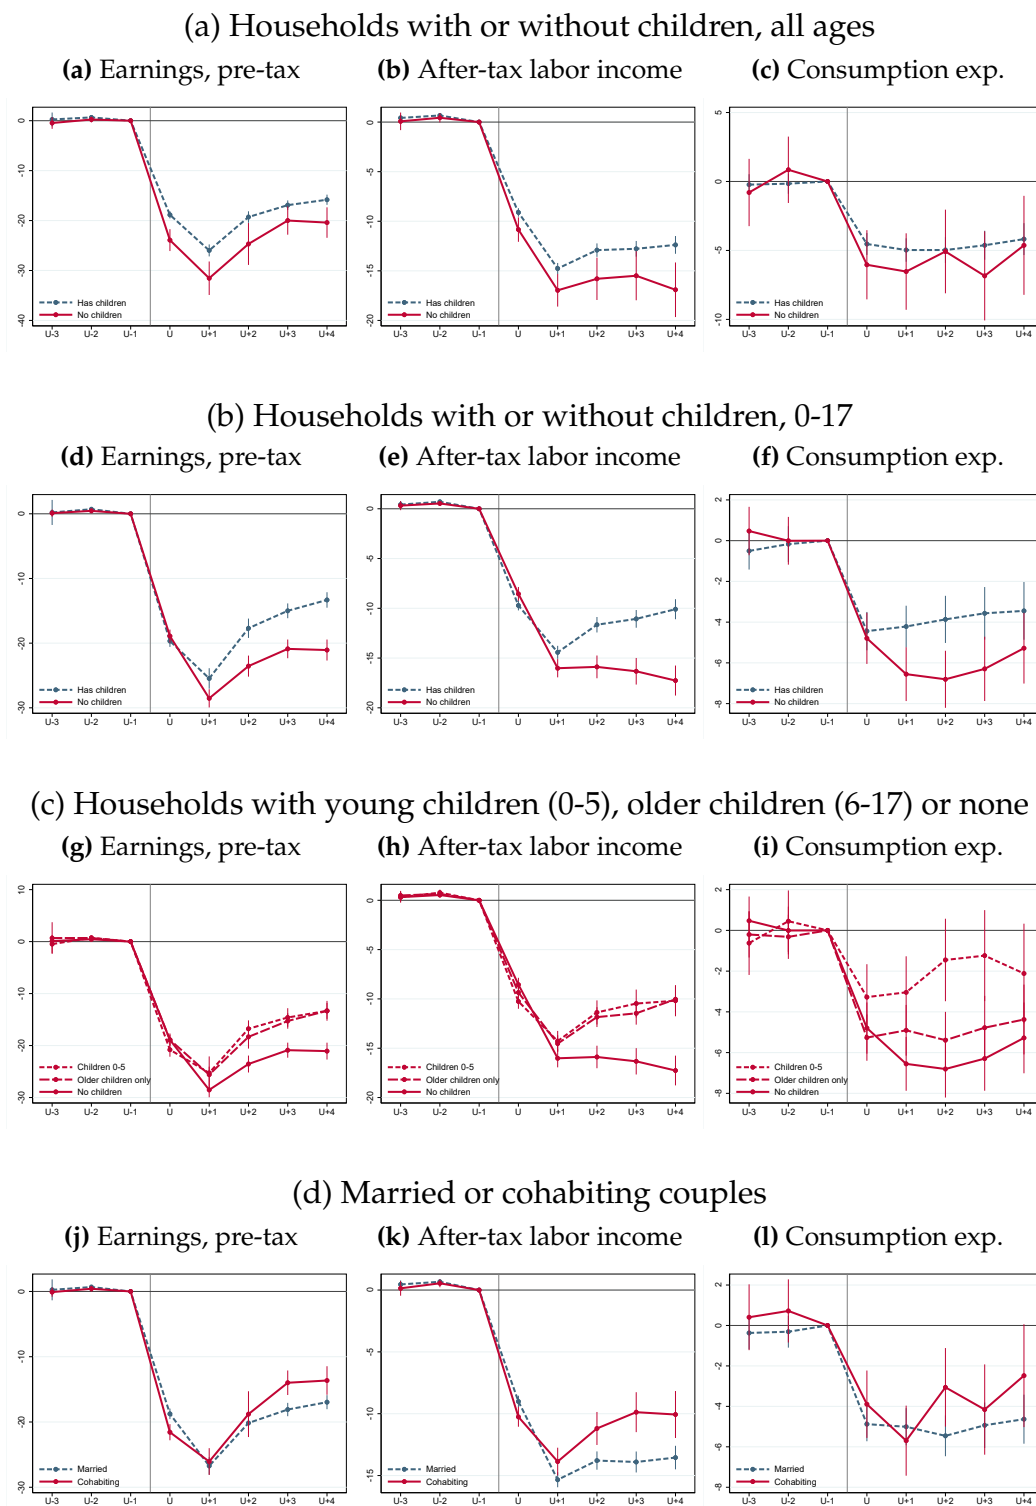 (a) Households with or without children, all ages
(a) Earnings, pre-tax
(b) After-tax labor income
(c) Consumption exp.
0
-10
-20
-30
-40
Has children
No children
U-3 U-2 U-1 U U+1 U+2 U+3 U+4
0
-5
-10
-15
-20
Has children
No children
U-3 U-2 U-1 U U+1 U+2 U+3 U+4
5
0
-5
-10
Has children
No children
U-3 U-2 U-1 U U+1 U+2 U+3 U+4
(b) Households with or without children, 0-17
(d) Earnings, pre-tax
(e) After-tax labor income
(f) Consumption exp.
0
-10
-20
-30
Has children
No children
U-3 U-2 U-1 U U+1 U+2 U+3 U+4
0
-5
-10
-15
-20
Has children
No children
U-3 U-2 U-1 U U+1 U+2 U+3 U+4
2
0
-2
-4
-6
-8
Has children
No children
U-3 U-2 U-1 U U+1 U+2 U+3 U+4
(c) Households with young children (0-5), older children (6-17) or none
(g) Earnings, pre-tax
(h) After-tax labor income
(i) Consumption exp.
10
0
-10
-20
-30
Children 0-5
Older children only
No children
U-3 U-2 U-1 U U+1 U+2 U+3 U+4
0
-5
-10
-15
-20
Children 0-5
Older children only
No children
U-3 U-2 U-1 U U+1 U+2 U+3 U+4
2
0
-2
-4
-6
-8
Children 0-5
Older children only
No children
U-3 U-2 U-1 U U+1 U+2 U+3 U+4
(d) Married or cohabiting couples
(j) Earnings, pre-tax
(k) After-tax labor income
(l) Consumption exp.
0
-10
-20
-30
Married
Cohabiting
U-3 U-2 U-1 U U+1 U+2 U+3 U+4
0
-5
-10
-15
Married
Cohabiting
U-3 U-2 U-1 U U+1 U+2 U+3 U+4
2
0
-2
-4
-6
-8
Married
Cohabiting
U-3 U-2 U-1 U U+1 U+2 U+3 U+4